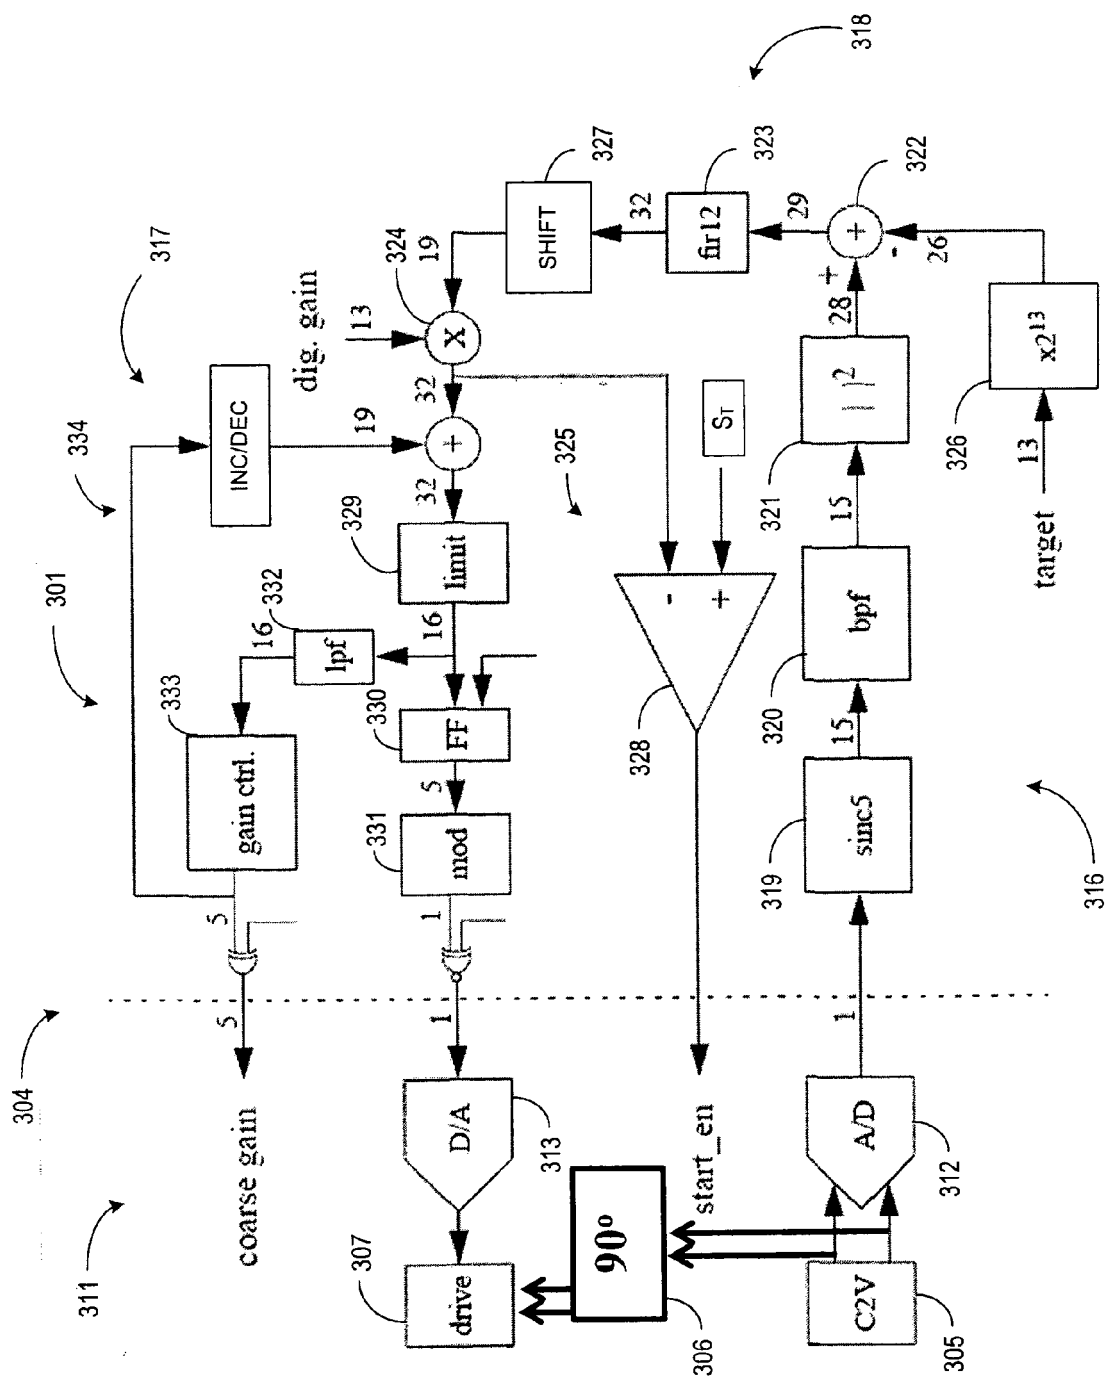 304
301
334
311
317
333
5
5
coarse gain
gain ctrl.
INC/DEC
16
332
lpf
dig. gain
19
13
307
drive
D/A
313
1
1
331
mod
5
330
FF
16
329
limit
32
+
32
X
324
19
SHIFT
327
90°
306
start_en
328
-
+
325
ST
32
fir12
323
C2V
305
A/D
312
1
319
sinc5
15
320
bpf
15
321
| |2
28
+
-
+
322
29
26
316
target
13
x213
326
318